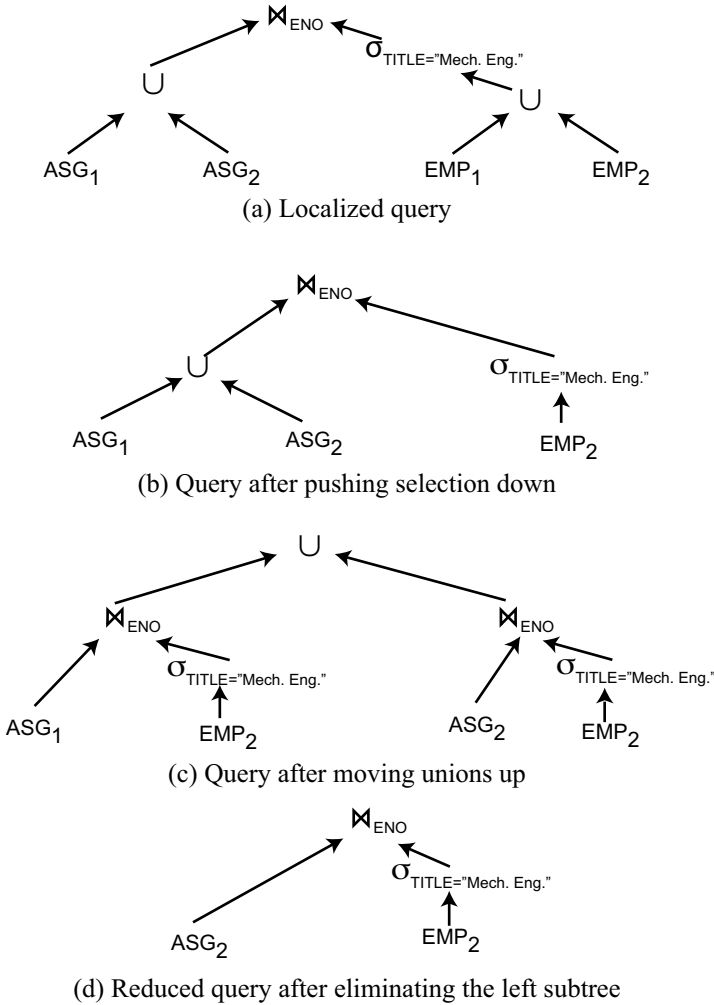 ⋈ENO
σTITLE="Mech. Eng."
∪
∪
ASG1 ASG2 EMP1 EMP2
(a) Localized query
⋈ENO
∪
σTITLE="Mech. Eng."
ASG1 ASG2 EMP2
(b) Query after pushing selection down
∪
⋈ENO ⋈ENO
σTITLE="Mech. Eng." σTITLE="Mech. Eng."
ASG1 EMP2 ASG2 EMP2
(c) Query after moving unions up
⋈ENO
σTITLE="Mech. Eng."
ASG2 EMP2
(d) Reduced query after eliminating the left subtree